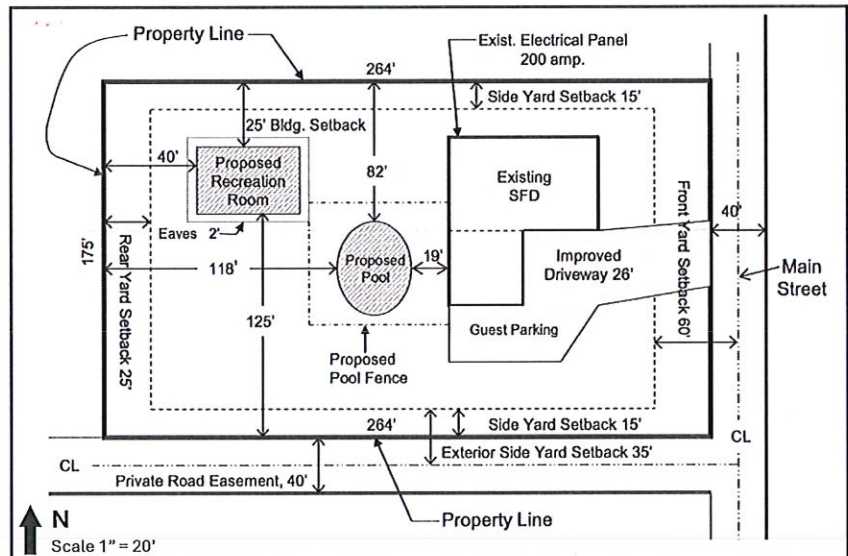 Property Line
Exist. Electrical Panel
200 amp.
264'
Side Yard Setback 15'
25' Bldg. Setback
40'
Proposed
Recreation
Room
82'
Existing
SFD
Eaves 2'
Front Yard Setback 60'
40'
175'
Rear Yard Setback 25'
118'
Proposed
Pool
19'
Improved
Driveway 26'
Main
Street
125'
Guest Parking
Proposed
Pool Fence
264'
Side Yard Setback 15'
CL
Exterior Side Yard Setback 35'
CL
Private Road Easement, 40'
N
Property Line
Scale 1" = 20'